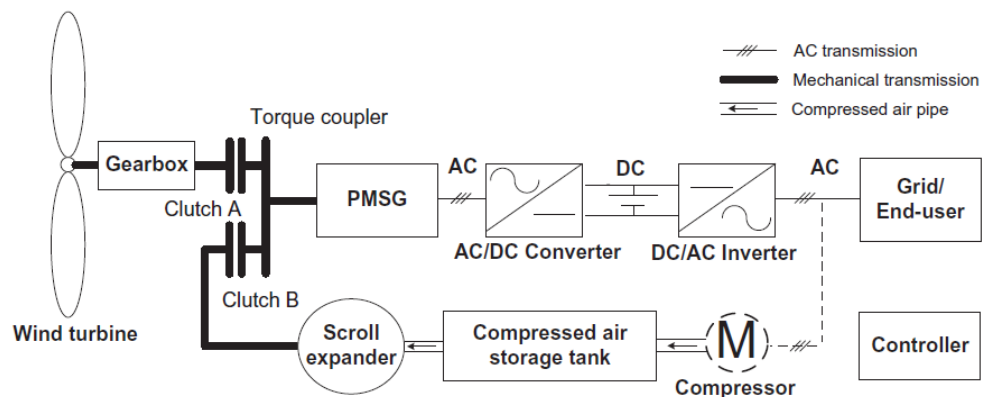 AC transmission
Mechanical transmission
Compressed air pipe
Torque coupler
Gearbox
Clutch A
PMSG
AC
AC/DC Converter
DC
DC/AC Inverter
AC
Grid/
End-user
Clutch B
Wind turbine
Scroll
expander
Compressed air
storage tank
M
Compressor
Controller